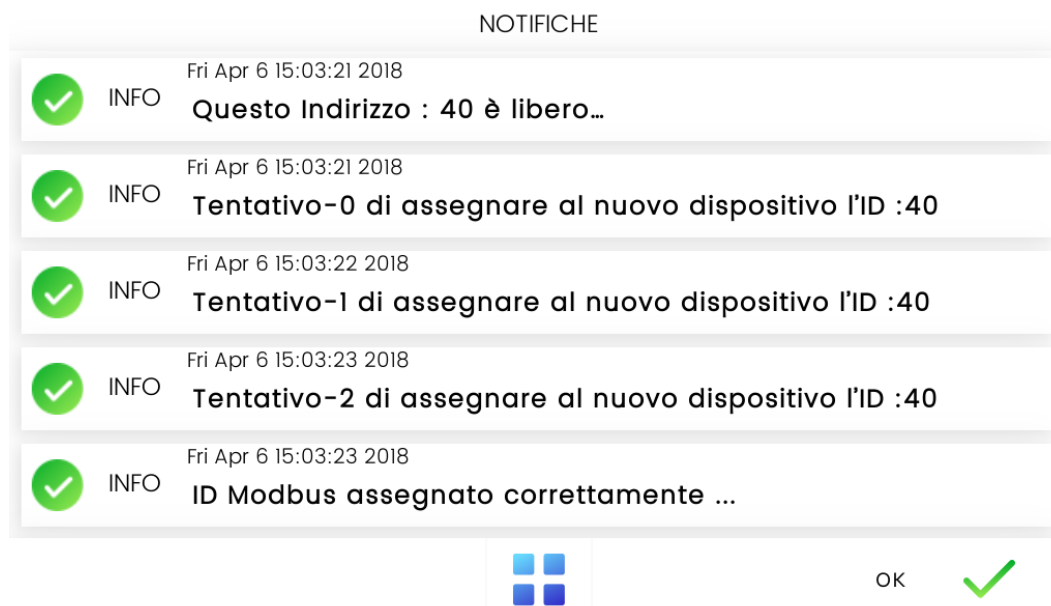 NOTIFICHE
Fri Apr 6 15:03:21 2018
INFO
Questo Indirizzo : 40 è libero...
Fri Apr 6 15:03:21 2018
INFO
Tentativo-0 di assegnare al nuovo dispositivo l'ID :40
Fri Apr 6 15:03:22 2018
INFO
Tentativo-1 di assegnare al nuovo dispositivo l'ID :40
Fri Apr 6 15:03:23 2018
INFO
Tentativo-2 di assegnare al nuovo dispositivo l'ID :40
Fri Apr 6 15:03:23 2018
INFO
ID Modbus assegnato correttamente ...
OK